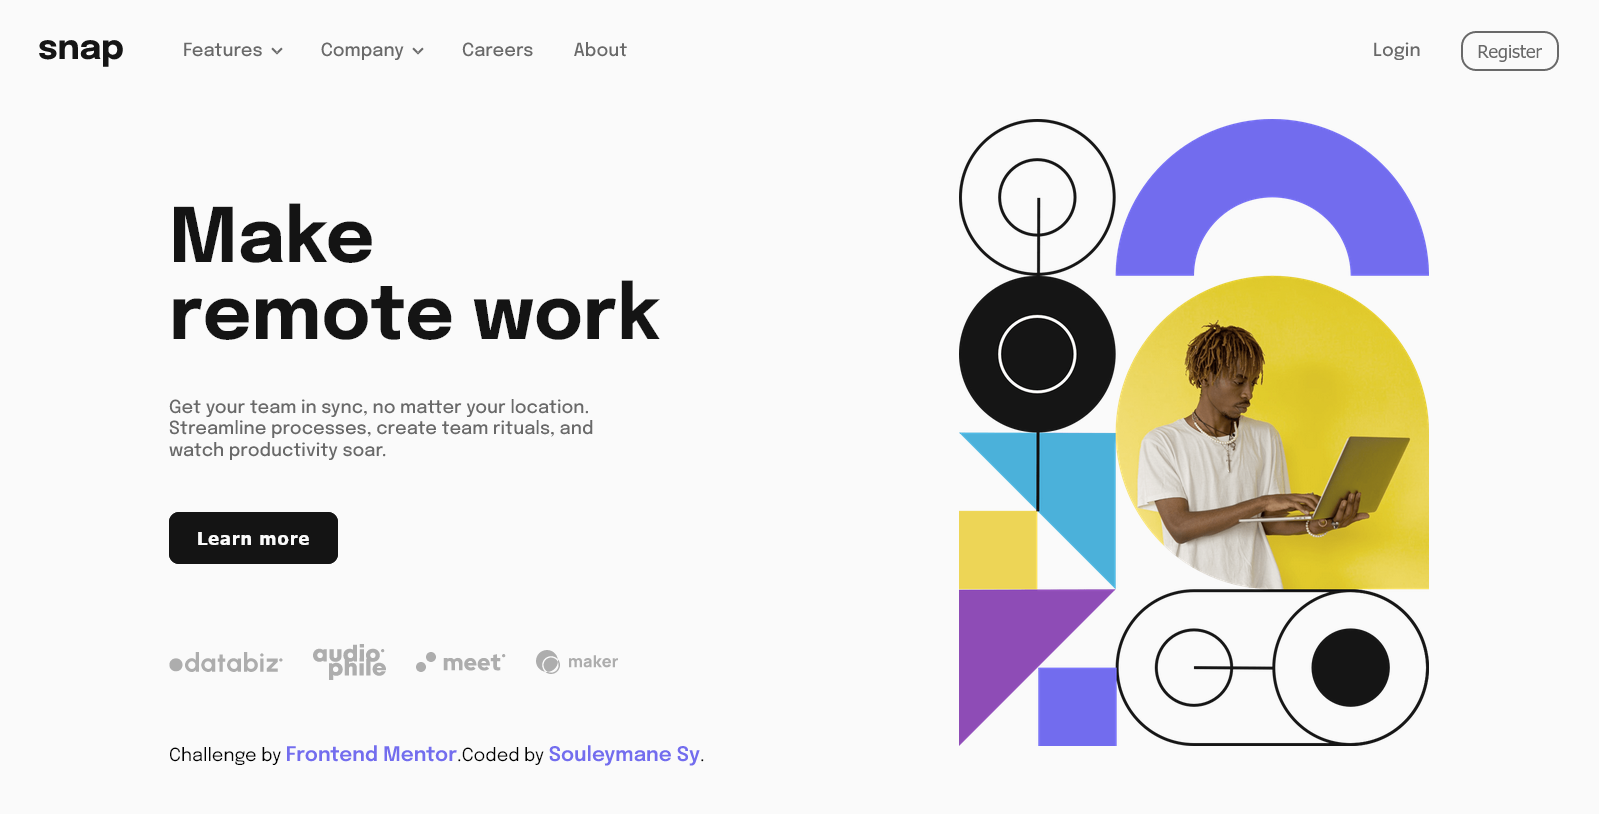 snap
Features
Company
Careers
About
Login
Register
Make
remote work
Get your team in sync, no matter your location.
Streamline processes, create team rituals, and
watch productivity soar.
Learn more
databiz
audio
phile
meet
maker
Challenge by Frontend Mentor.Coded by Souleymane Sy.